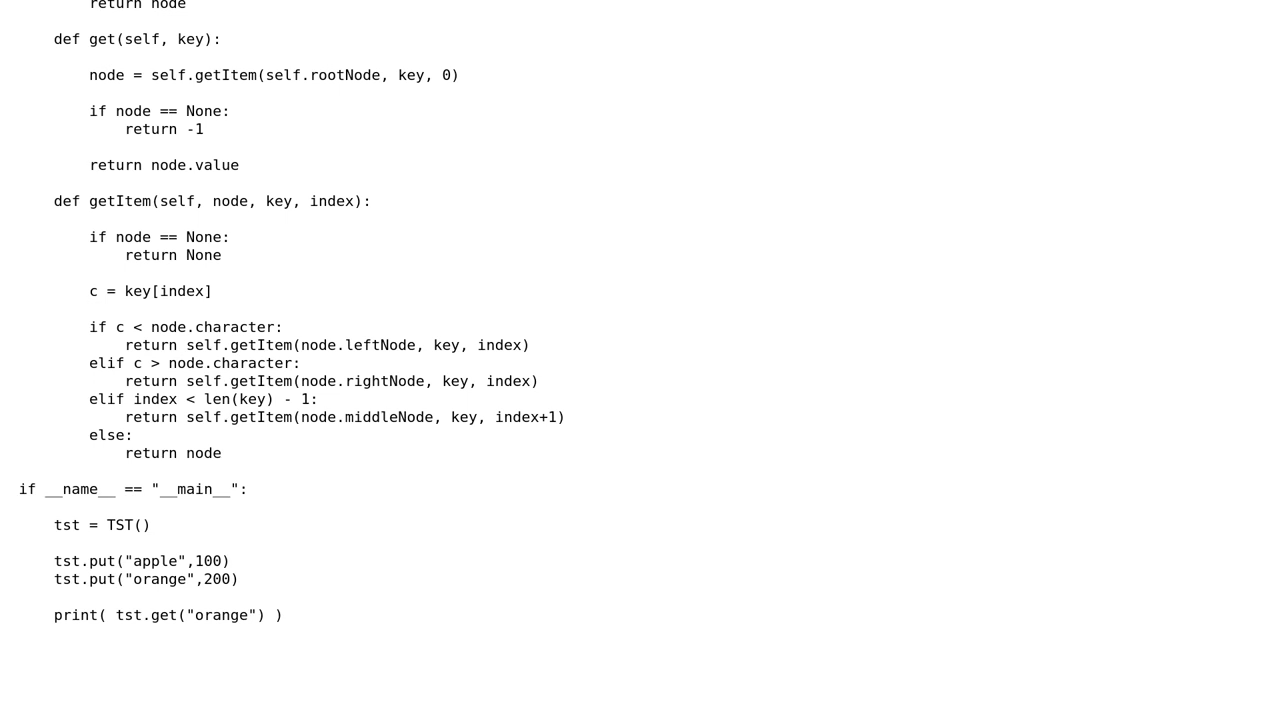 return node

    def get(self, key):

        node = self.getItem(self.rootNode, key, 0)

        if node == None:
            return -1

        return node.value

    def getItem(self, node, key, index):

        if node == None:
            return None

        c = key[index]

        if c < node.character:
            return self.getItem(node.leftNode, key, index)
        elif c > node.character:
            return self.getItem(node.rightNode, key, index)
        elif index < len(key) - 1:
            return self.getItem(node.middleNode, key, index+1)
        else:
            return node

if __name__ == "__main__":

    tst = TST()

    tst.put("apple",100)
    tst.put("orange",200)

    print( tst.get("orange") )